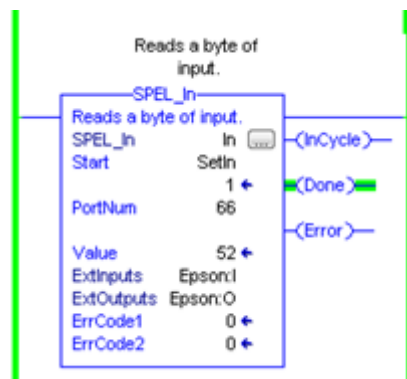 Reads a byte of
input.
SPEL_In
Reads a byte of input.
SPEL_In In ...
(InCycle)
Start SetIn
1
(Done)
PortNum 66
(Error)
Value 52
ExtInputs Epson:I
ExtOutputs Epson:O
ErrCode1 0
ErrCode2 0